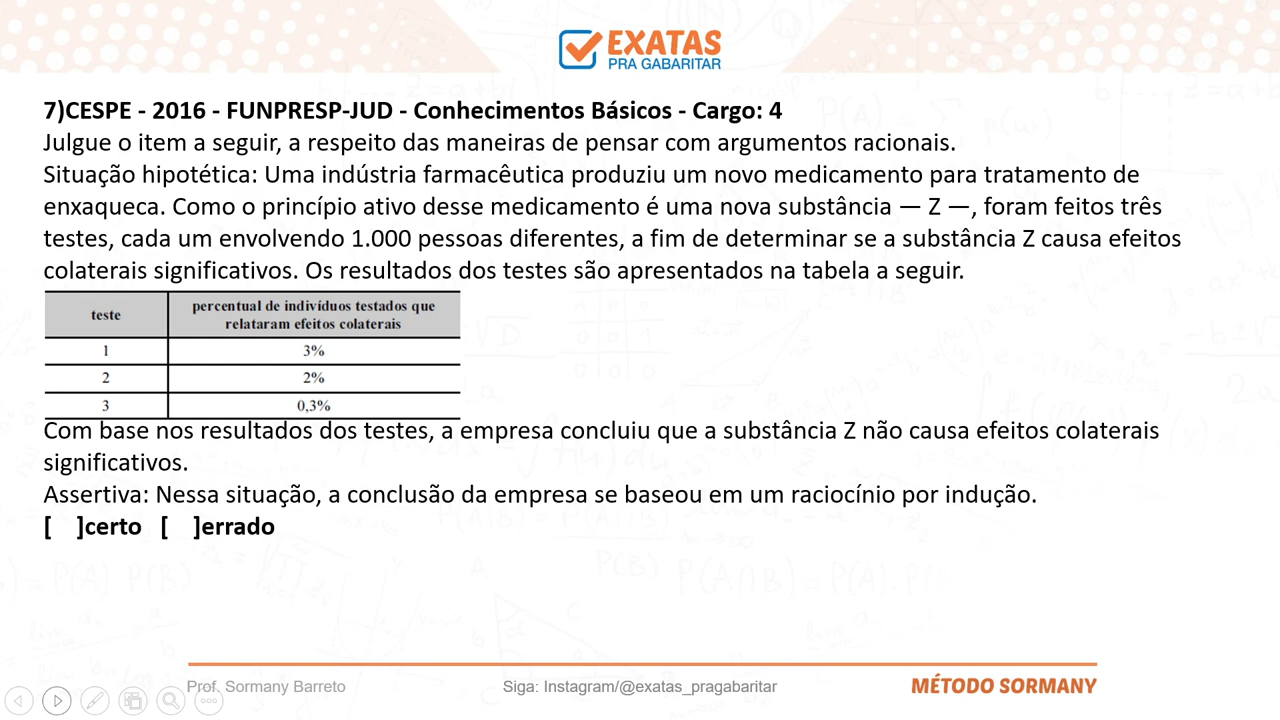 EXATAS
PRA GABARITAR
7)CESPE - 2016 - FUNPRESP-JUD - Conhecimentos Básicos - Cargo: 4
Julgue o item a seguir, a respeito das maneiras de pensar com argumentos racionais.
Situação hipotética: Uma indústria farmacêutica produziu um novo medicamento para tratamento de
enxaqueca. Como o princípio ativo desse medicamento é uma nova substância — Z —, foram feitos três
testes, cada um envolvendo 1.000 pessoas diferentes, a fim de determinar se a substância Z causa efeitos
colaterais significativos. Os resultados dos testes são apresentados na tabela a seguir.
teste
percentual de indivíduos testados que
relataram efeitos colaterais
1 3%
2 2%
3 0,3%
Com base nos resultados dos testes, a empresa concluiu que a substância Z não causa efeitos colaterais
significativos.
Assertiva: Nessa situação, a conclusão da empresa se baseou em um raciocínio por indução.
[ ]certo [ ]errado
Prof. Sormany Barreto
Siga: Instagram/@exatas_pragabaritar
MÉTODO SORMANY